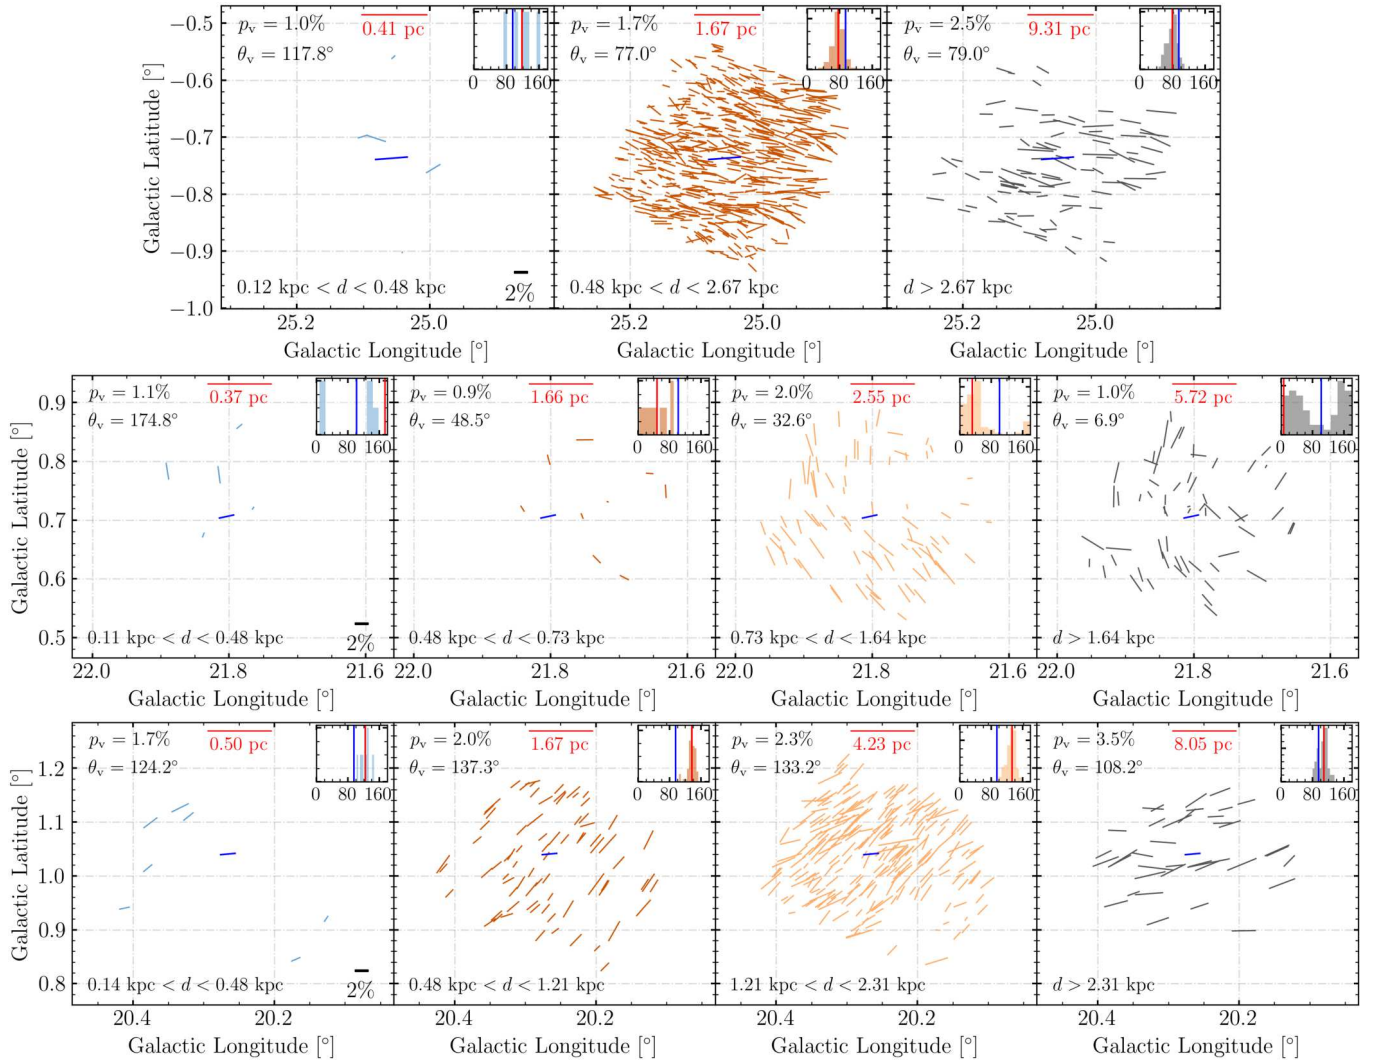 −0.5
−0.6
−0.7
−0.8
−0.9
−1.0
Galactic Latitude [°]
p_v = 1.0%
θ_v = 117.8°
0.41 pc
0 80 160
0.12 kpc < d < 0.48 kpc
2%
25.2 25.0
Galactic Longitude [°]
p_v = 1.7%
θ_v = 77.0°
1.67 pc
0 80 160
0.48 kpc < d < 2.67 kpc
25.2 25.0
Galactic Longitude [°]
p_v = 2.5%
θ_v = 79.0°
9.31 pc
0 80 160
d > 2.67 kpc
25.2 25.0
Galactic Longitude [°]
0.9
0.8
0.7
0.6
0.5
Galactic Latitude [°]
p_v = 1.1%
θ_v = 174.8°
0.37 pc
0 80 160
0.11 kpc < d < 0.48 kpc
2%
22.0 21.8 21.6
Galactic Longitude [°]
p_v = 0.9%
θ_v = 48.5°
1.66 pc
0 80 160
0.48 kpc < d < 0.73 kpc
22.0 21.8 21.6
Galactic Longitude [°]
p_v = 2.0%
θ_v = 32.6°
2.55 pc
0 80 160
0.73 kpc < d < 1.64 kpc
22.0 21.8 21.6
Galactic Longitude [°]
p_v = 1.0%
θ_v = 6.9°
5.72 pc
0 80 160
d > 1.64 kpc
22.0 21.8 21.6
Galactic Longitude [°]
1.2
1.1
1.0
0.9
0.8
Galactic Latitude [°]
p_v = 1.7%
θ_v = 124.2°
0.50 pc
0 80 160
0.14 kpc < d < 0.48 kpc
2%
20.4 20.2
Galactic Longitude [°]
p_v = 2.0%
θ_v = 137.3°
1.67 pc
0 80 160
0.48 kpc < d < 1.21 kpc
20.4 20.2
Galactic Longitude [°]
p_v = 2.3%
θ_v = 133.2°
4.23 pc
0 80 160
1.21 kpc < d < 2.31 kpc
20.4 20.2
Galactic Longitude [°]
p_v = 3.5%
θ_v = 108.2°
8.05 pc
0 80 160
d > 2.31 kpc
20.4 20.2
Galactic Longitude [°]